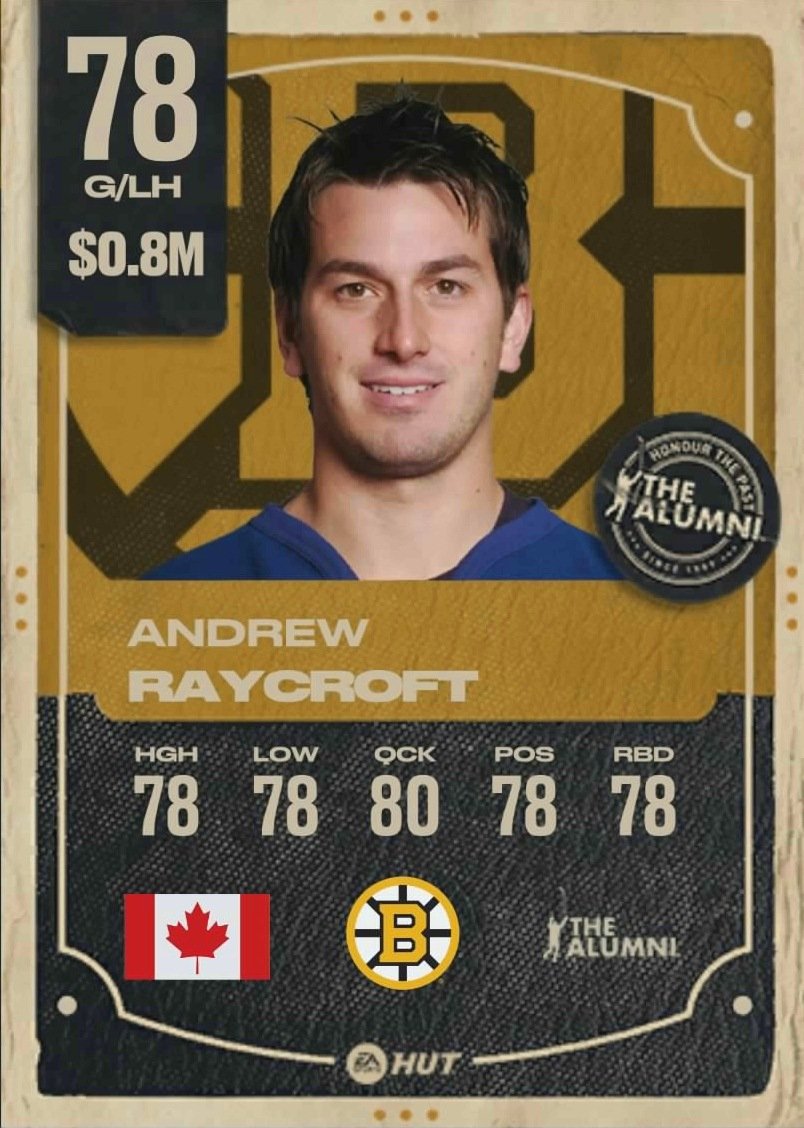 78
G/LH
$0.8M
HONOUR THE PAST
THE
ALUMNI
ANDREW
RAYCROFT
HGH LOW QCK POS RBD
78 78 80 78 78
B
THE
ALUMNI
EA HUT